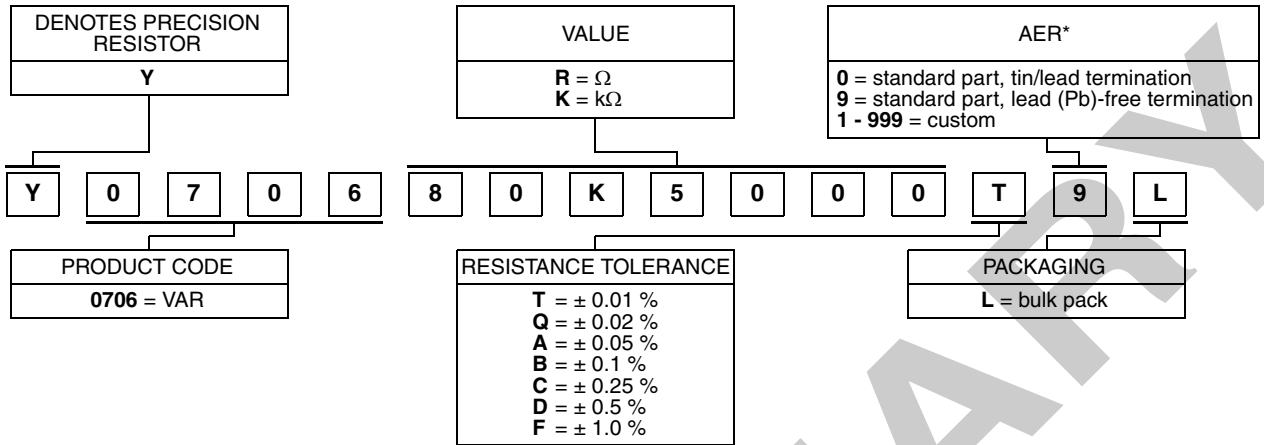 DENOTES PRECISION
RESISTOR
Y
VALUE
R = Ω
K = kΩ
AER*
0 = standard part, tin/lead termination
9 = standard part, lead (Pb)-free termination
1 - 999 = custom
Y 0 7 0 6 8 0 K 5 0 0 0 T 9 L
PRODUCT CODE
0706 = VAR
RESISTANCE TOLERANCE
T = ± 0.01 %
Q = ± 0.02 %
A = ± 0.05 %
B = ± 0.1 %
C = ± 0.25 %
D = ± 0.5 %
F = ± 1.0 %
PACKAGING
L = bulk pack
ARY